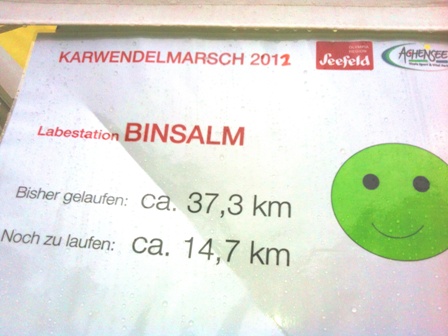 KARWENDELMARSCH 2012
Seefeld
ACHENSEE
Labestation BINSALM
Bisher gelaufen: ca. 37,3 km
Noch zu laufen: ca. 14,7 km